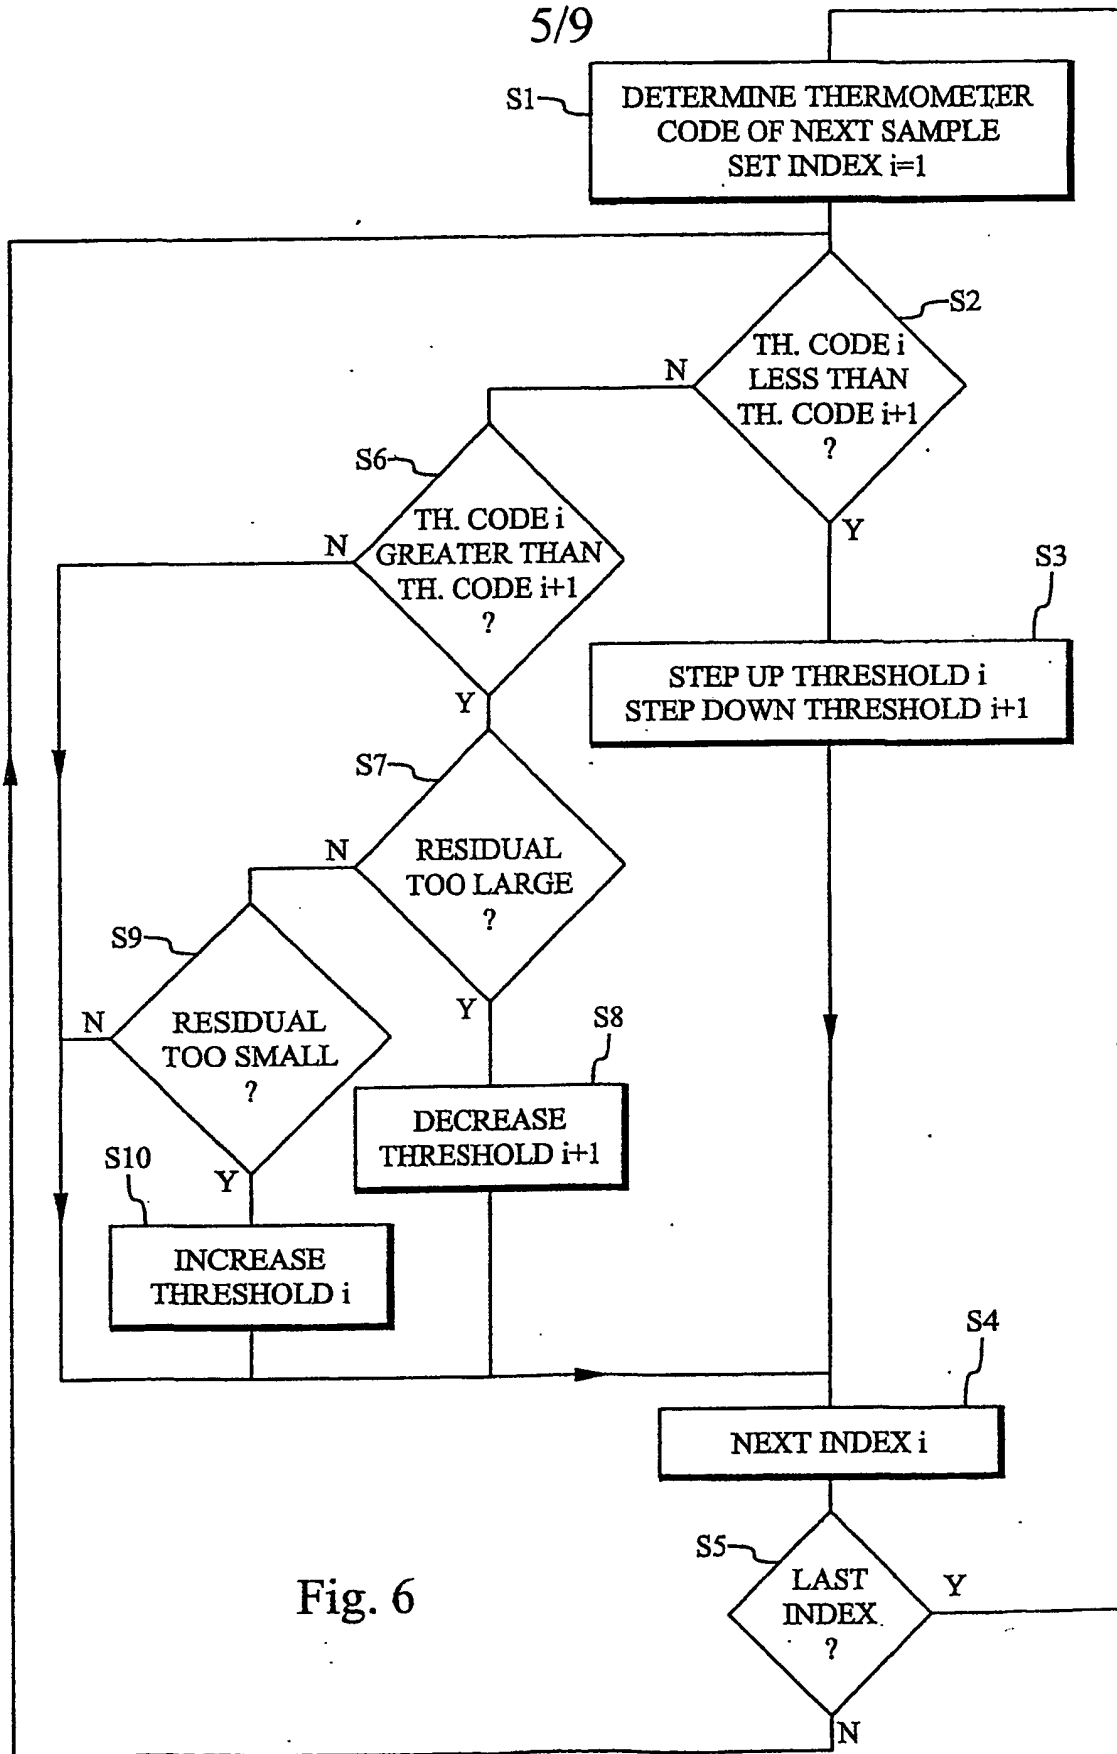 5/9
S1
DETERMINE THERMOMETER
CODE OF NEXT SAMPLE
SET INDEX i=1
S2
TH. CODE i
LESS THAN
TH. CODE i+1
?
N
Y
S6
TH. CODE i
GREATER THAN
TH. CODE i+1
?
N
Y
S3
STEP UP THRESHOLD i
STEP DOWN THRESHOLD i+1
S7
RESIDUAL
TOO LARGE
?
N
Y
S9
RESIDUAL
TOO SMALL
?
N
Y
S8
DECREASE
THRESHOLD i+1
S10
INCREASE
THRESHOLD i
S4
NEXT INDEX i
S5
LAST
INDEX
?
Y
N
Fig. 6